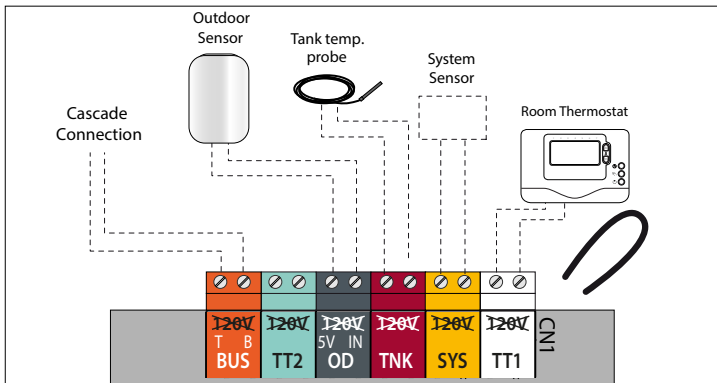 Outdoor
Sensor
Tank temp.
probe
System
Sensor
Cascade
Connection
Room Thermostat
120V 120V 120V 120V 120V 120V
T B 5V IN
BUS TT2 OD TNK SYS TT1
CN1